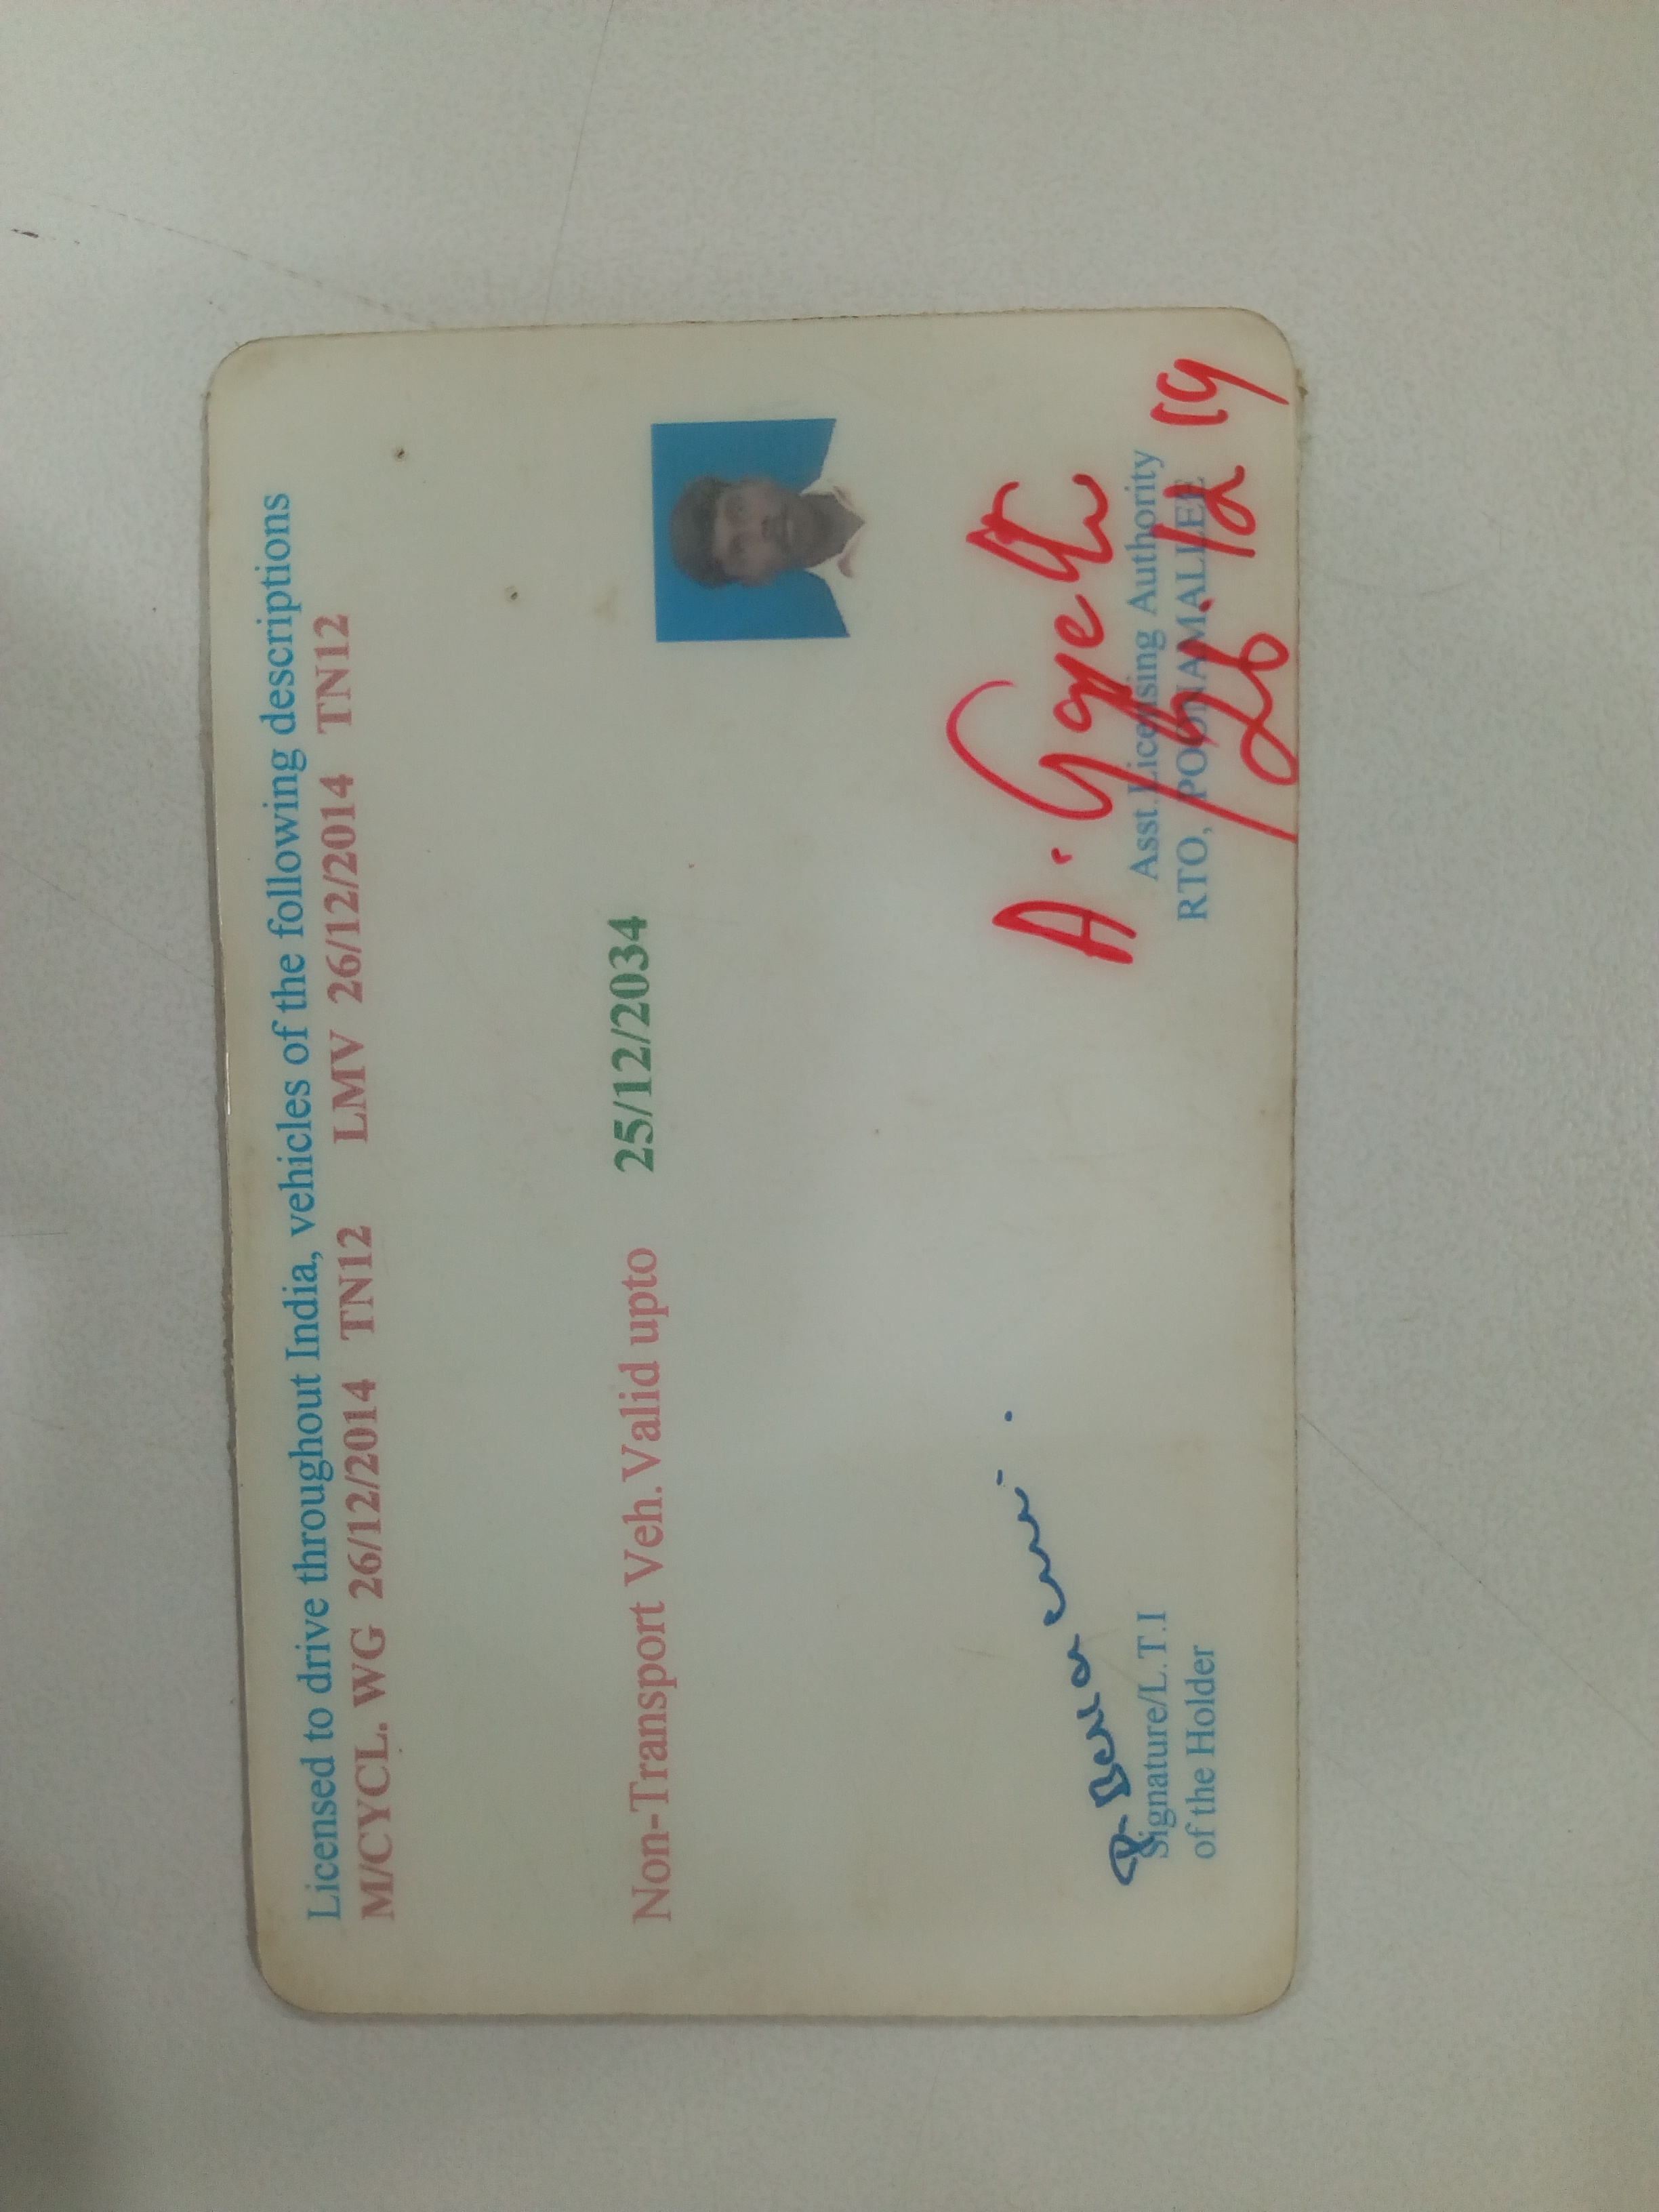 Licensed to drive throughout India, vehicles of the following descriptions
M/CYCL. WG 26/12/2014 TN12 LMV 26/12/2014 TN12
Non-Transport Veh. Valid upto 25/12/2034
Signature/L.T.I
of the Holder
Asst.Licensing Authority
RTO, POONAMALLEE